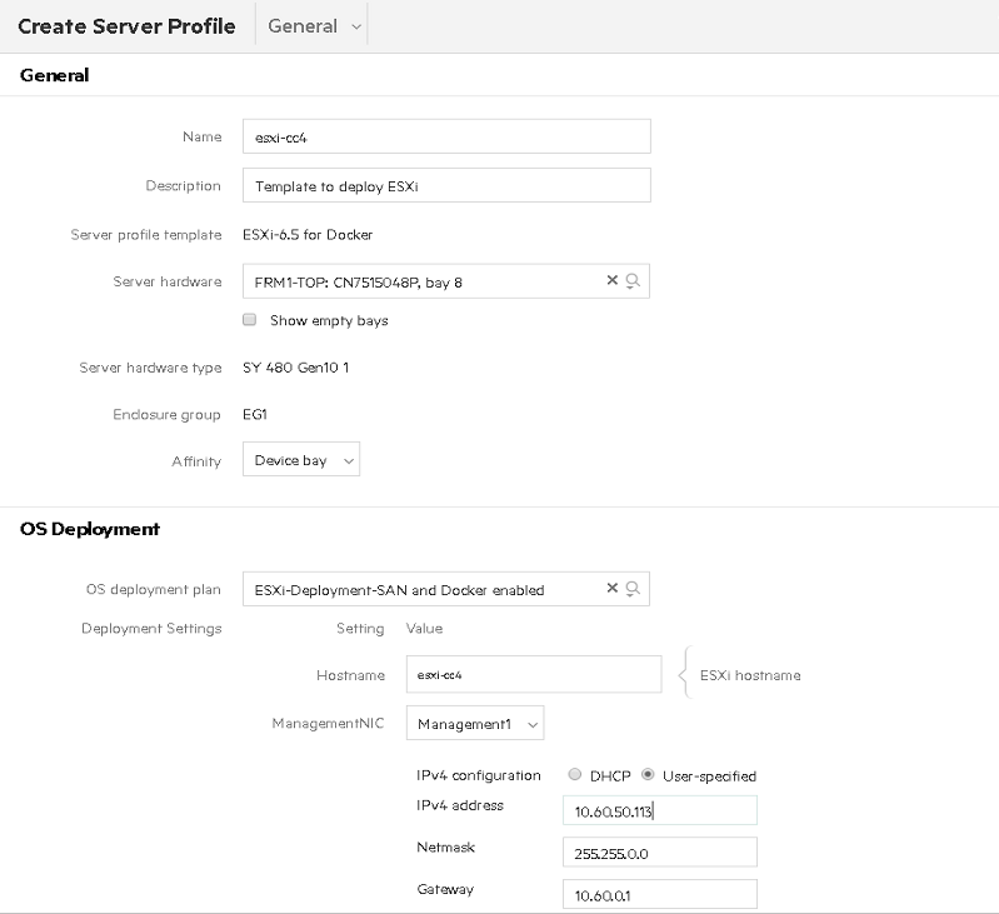 Create Server Profile General
General
Name esxi-cc4
Description Template to deploy ESXi
Server profile template ESXi-6.5 for Docker
Server hardware FRM1-TOP: CN7515048P, bay 8
Show empty bays
Server hardware type SY 480 Gen10 1
Enclosure group EG1
Affinity Device bay
OS Deployment
OS deployment plan ESXi-Deployment-SAN and Docker enabled
Deployment Settings Setting Value
Hostname esxi-cc4 ESXi hostname
ManagementNIC Management1
IPv4 configuration DHCP User-specified
IPv4 address 10.60.50.113
Netmask 255.255.0.0
Gateway 10.60.0.1